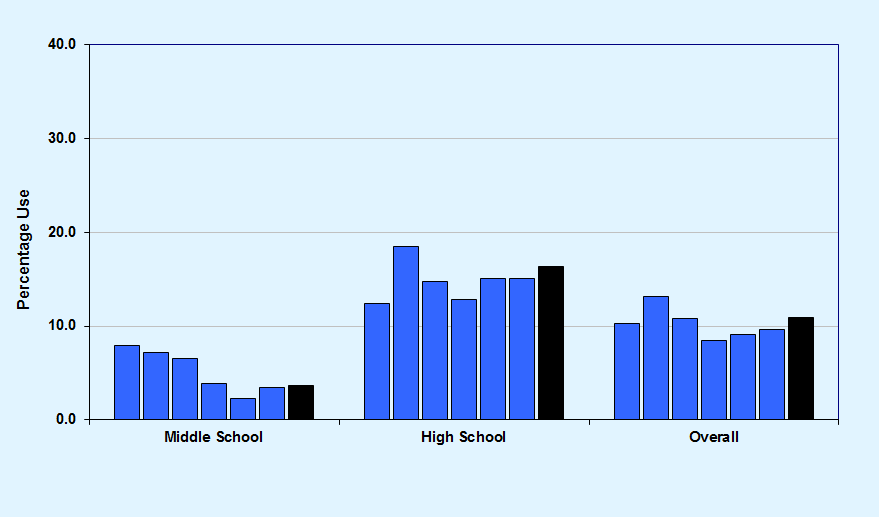 40.0
30.0
20.0
10.0
0.0
Percentage Use
Middle School
High School
Overall